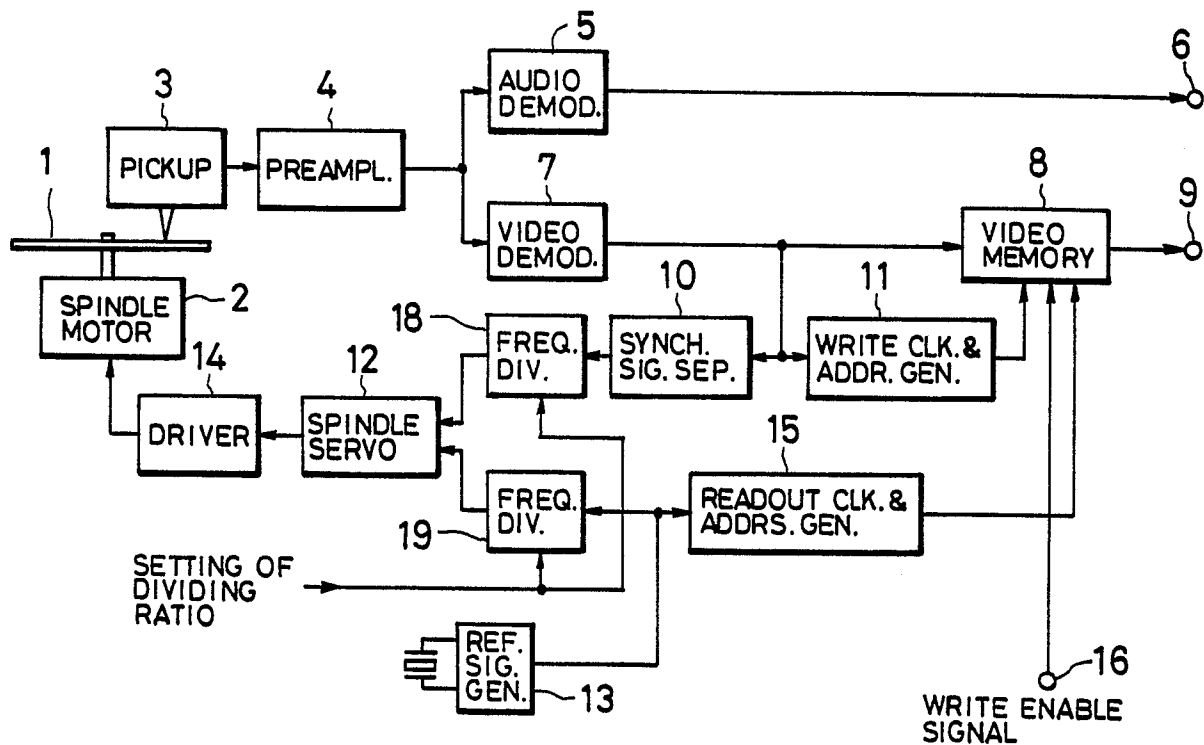 5
6
AUDIO
DEMOD.
3
4
PICKUP
PREAMPL.
1
7
8
9
VIDEO
DEMOD.
VIDEO
MEMORY
2
SPINDLE
MOTOR
10
11
18
FREQ.
DIV.
SYNCH.
SIG. SEP.
WRITE CLK. &
ADDR. GEN.
14
12
DRIVER
SPINDLE
SERVO
15
FREQ.
DIV.
19
READOUT CLK. &
ADDRS. GEN.
SETTING OF
DIVIDING
RATIO
REF.
SIG.
GEN.
13
16
WRITE ENABLE
SIGNAL